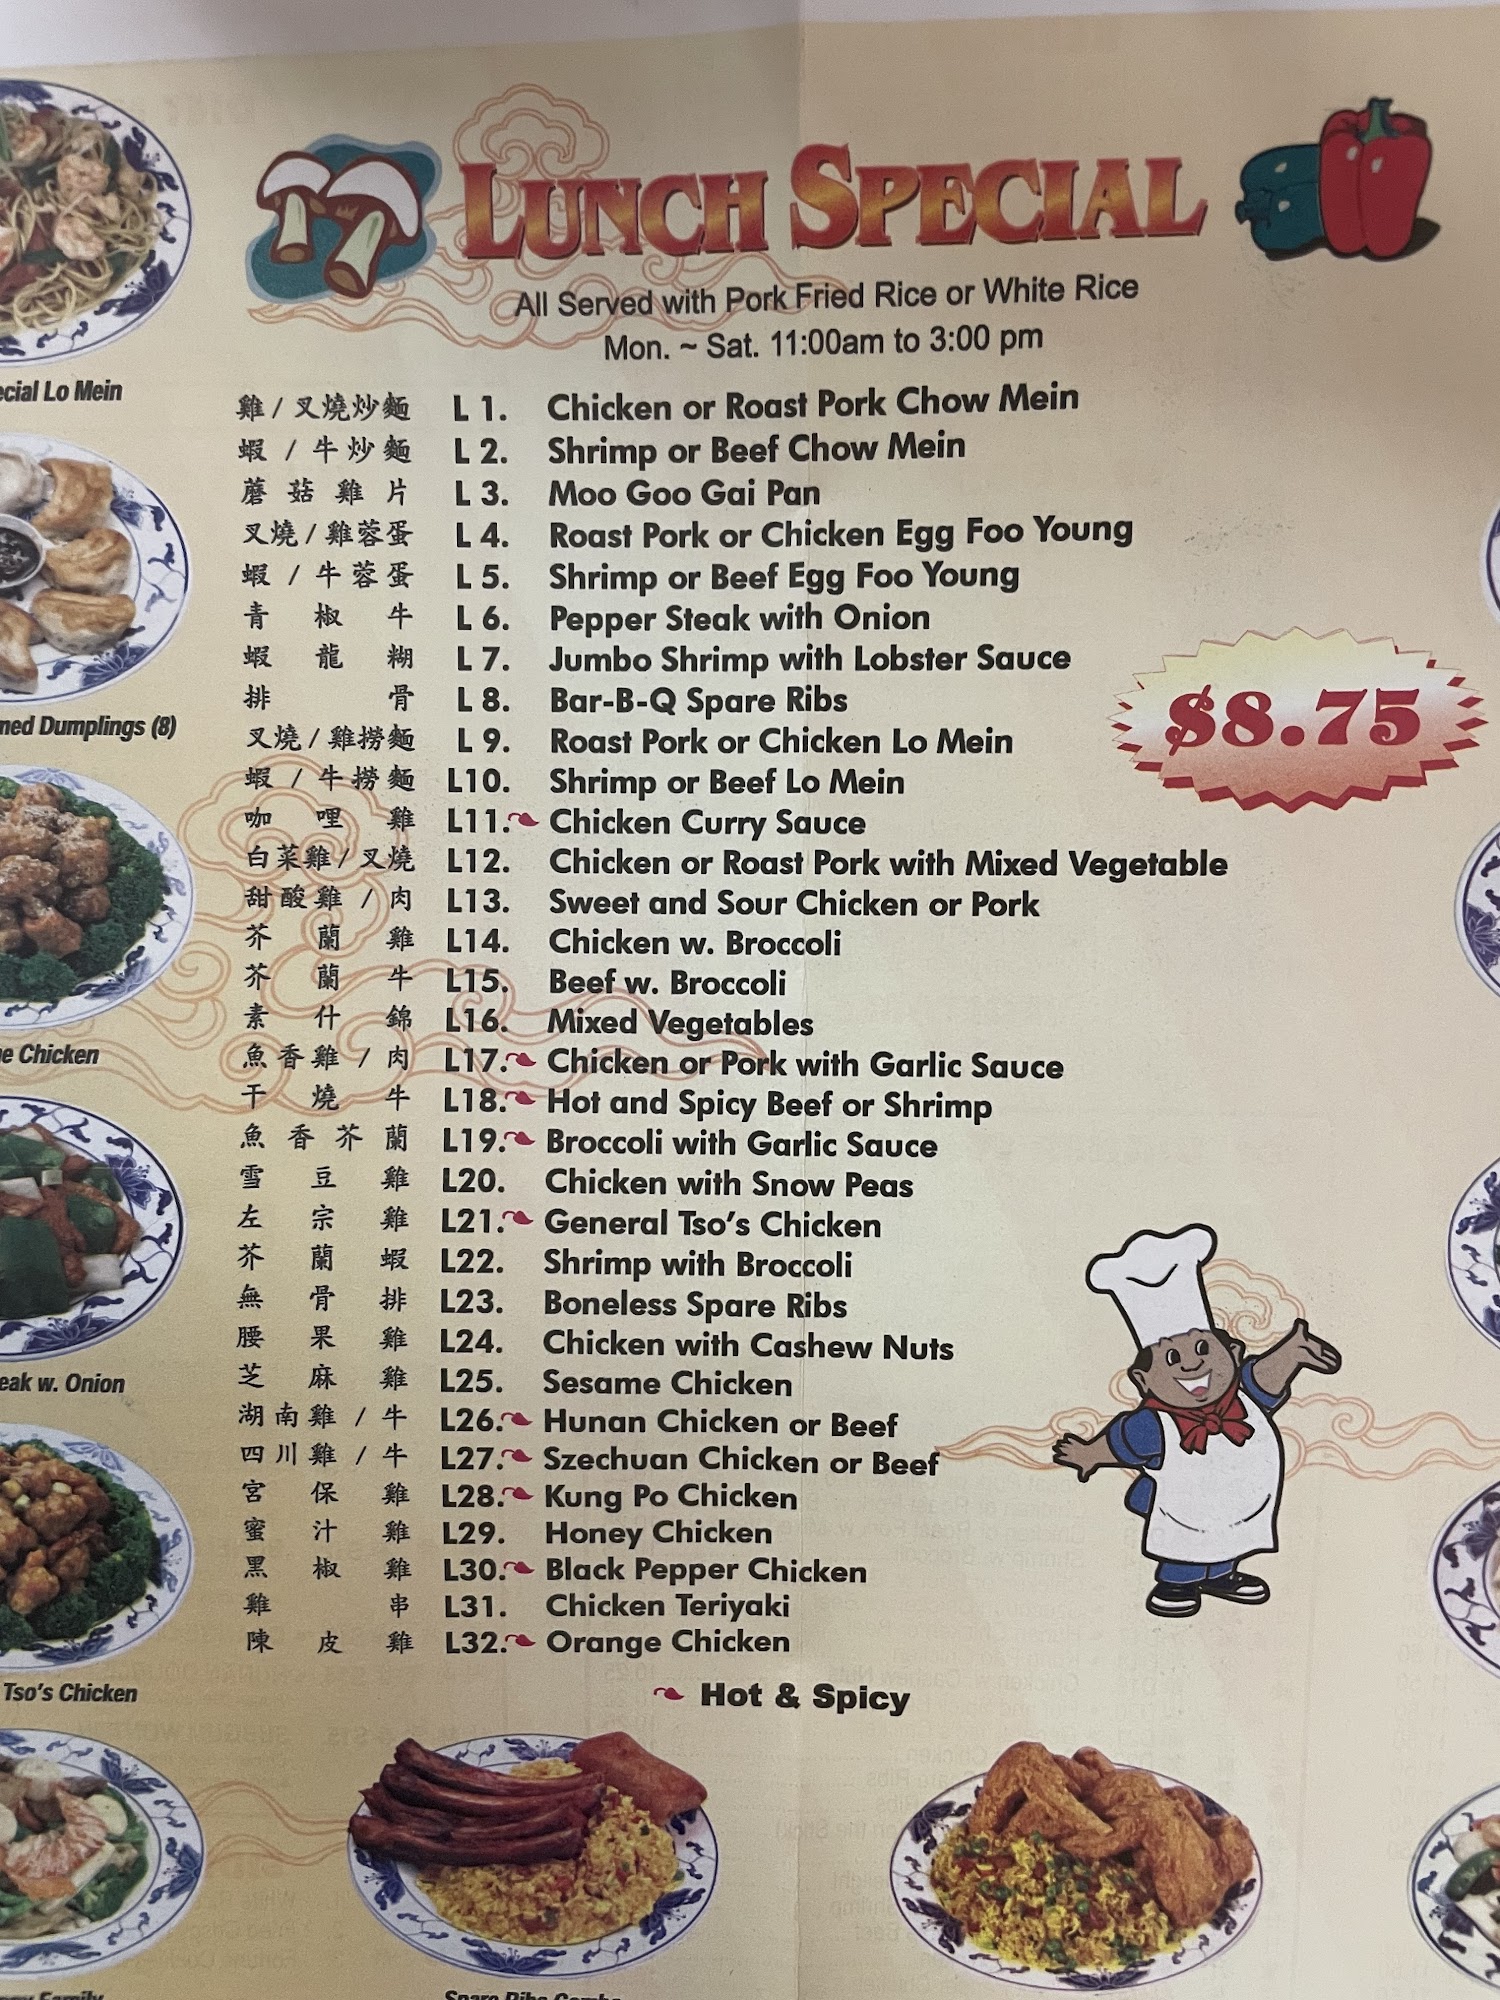 LUNCH SPECIAL
All Served with Pork Fried Rice or White Rice
Mon. ~ Sat. 11:00am to 3:00 pm
雞 / 叉燒炒麵 L 1. Chicken or Roast Pork Chow Mein
蝦 / 牛炒麵 L 2. Shrimp or Beef Chow Mein
蘑菇雞片 L 3. Moo Goo Gai Pan
叉燒 / 雞蓉蛋 L 4. Roast Pork or Chicken Egg Foo Young
蝦 / 牛蓉蛋 L 5. Shrimp or Beef Egg Foo Young
青椒牛 L 6. Pepper Steak with Onion
蝦龍糊 L 7. Jumbo Shrimp with Lobster Sauce
排骨 L 8. Bar-B-Q Spare Ribs
叉燒 / 雞撈麵 L 9. Roast Pork or Chicken Lo Mein
蝦 / 牛撈麵 L10. Shrimp or Beef Lo Mein
咖哩雞 L11. Chicken Curry Sauce
白菜雞 / 叉燒 L12. Chicken or Roast Pork with Mixed Vegetable
甜酸雞 / 肉 L13. Sweet and Sour Chicken or Pork
芥蘭雞 L14. Chicken w. Broccoli
芥蘭牛 L15. Beef w. Broccoli
素什錦 L16. Mixed Vegetables
魚香雞 / 肉 L17. Chicken or Pork with Garlic Sauce
干燒牛 L18. Hot and Spicy Beef or Shrimp
魚香芥蘭 L19. Broccoli with Garlic Sauce
雪豆雞 L20. Chicken with Snow Peas
左宗雞 L21. General Tso's Chicken
芥蘭蝦 L22. Shrimp with Broccoli
無骨排 L23. Boneless Spare Ribs
腰果雞 L24. Chicken with Cashew Nuts
芝麻雞 L25. Sesame Chicken
湖南雞 / 牛 L26. Hunan Chicken or Beef
四川雞 / 牛 L27. Szechuan Chicken or Beef
宮保雞 L28. Kung Po Chicken
蜜汁雞 L29. Honey Chicken
黑椒雞 L30. Black Pepper Chicken
雞串 L31. Chicken Teriyaki
陳皮雞 L32. Orange Chicken
Hot & Spicy
$8.75
Lo Mein
Dumplings (8)
Chicken
w. Onion
Tso's Chicken
Family
Spare Ribs Combo